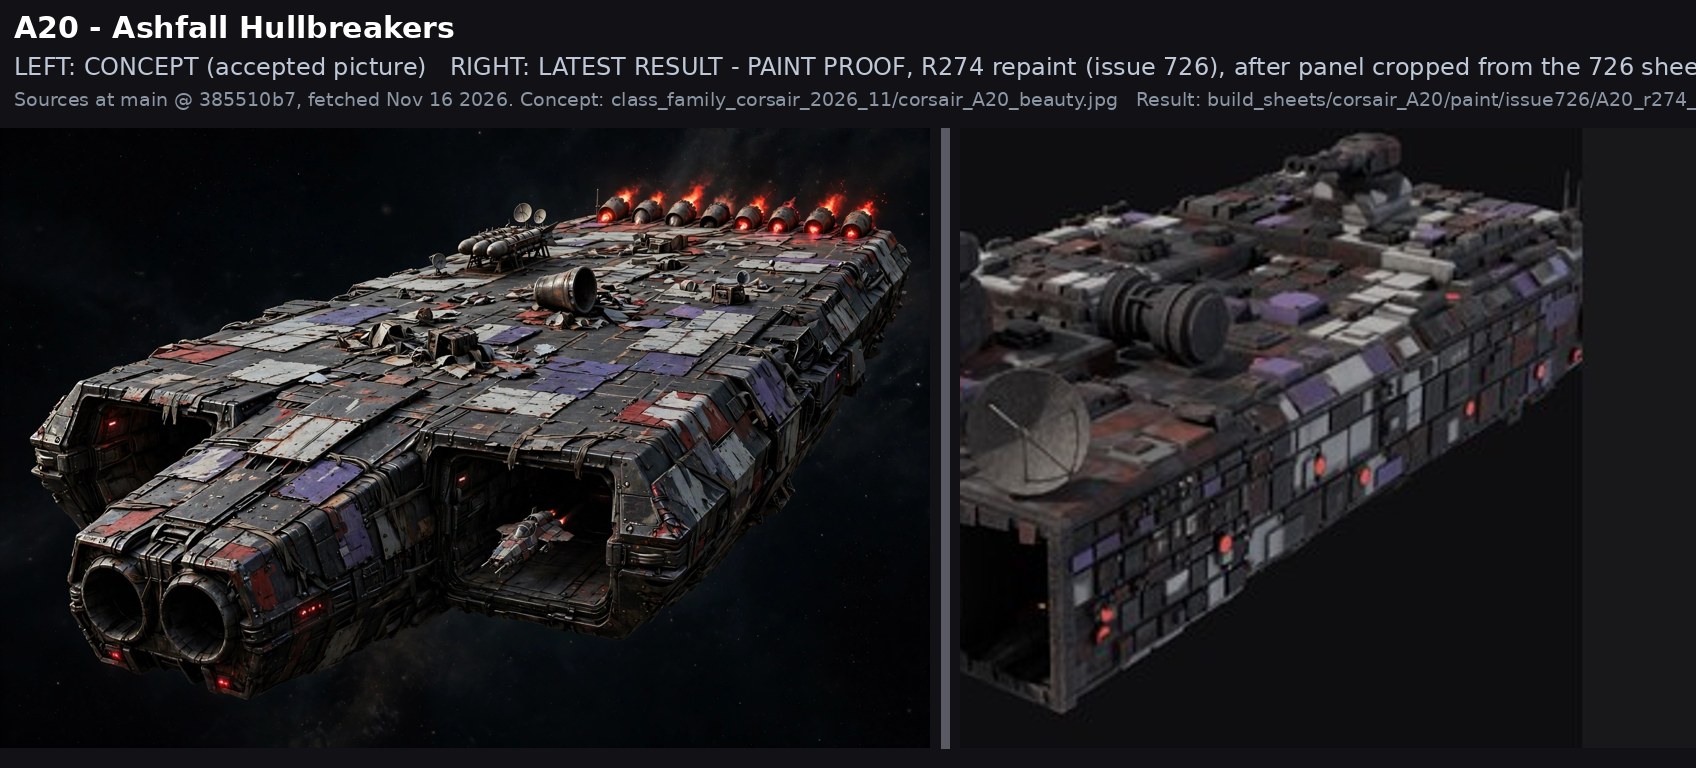 A20 - Ashfall Hullbreakers
LEFT: CONCEPT (accepted picture) RIGHT: LATEST RESULT - PAINT PROOF, R274 repaint (issue 726), after panel cropped from the 726 shee
Sources at main @ 385510b7, fetched Nov 16 2026. Concept: class_family_corsair_2026_11/corsair_A20_beauty.jpg Result: build_sheets/corsair_A20/paint/issue726/A20_r274_